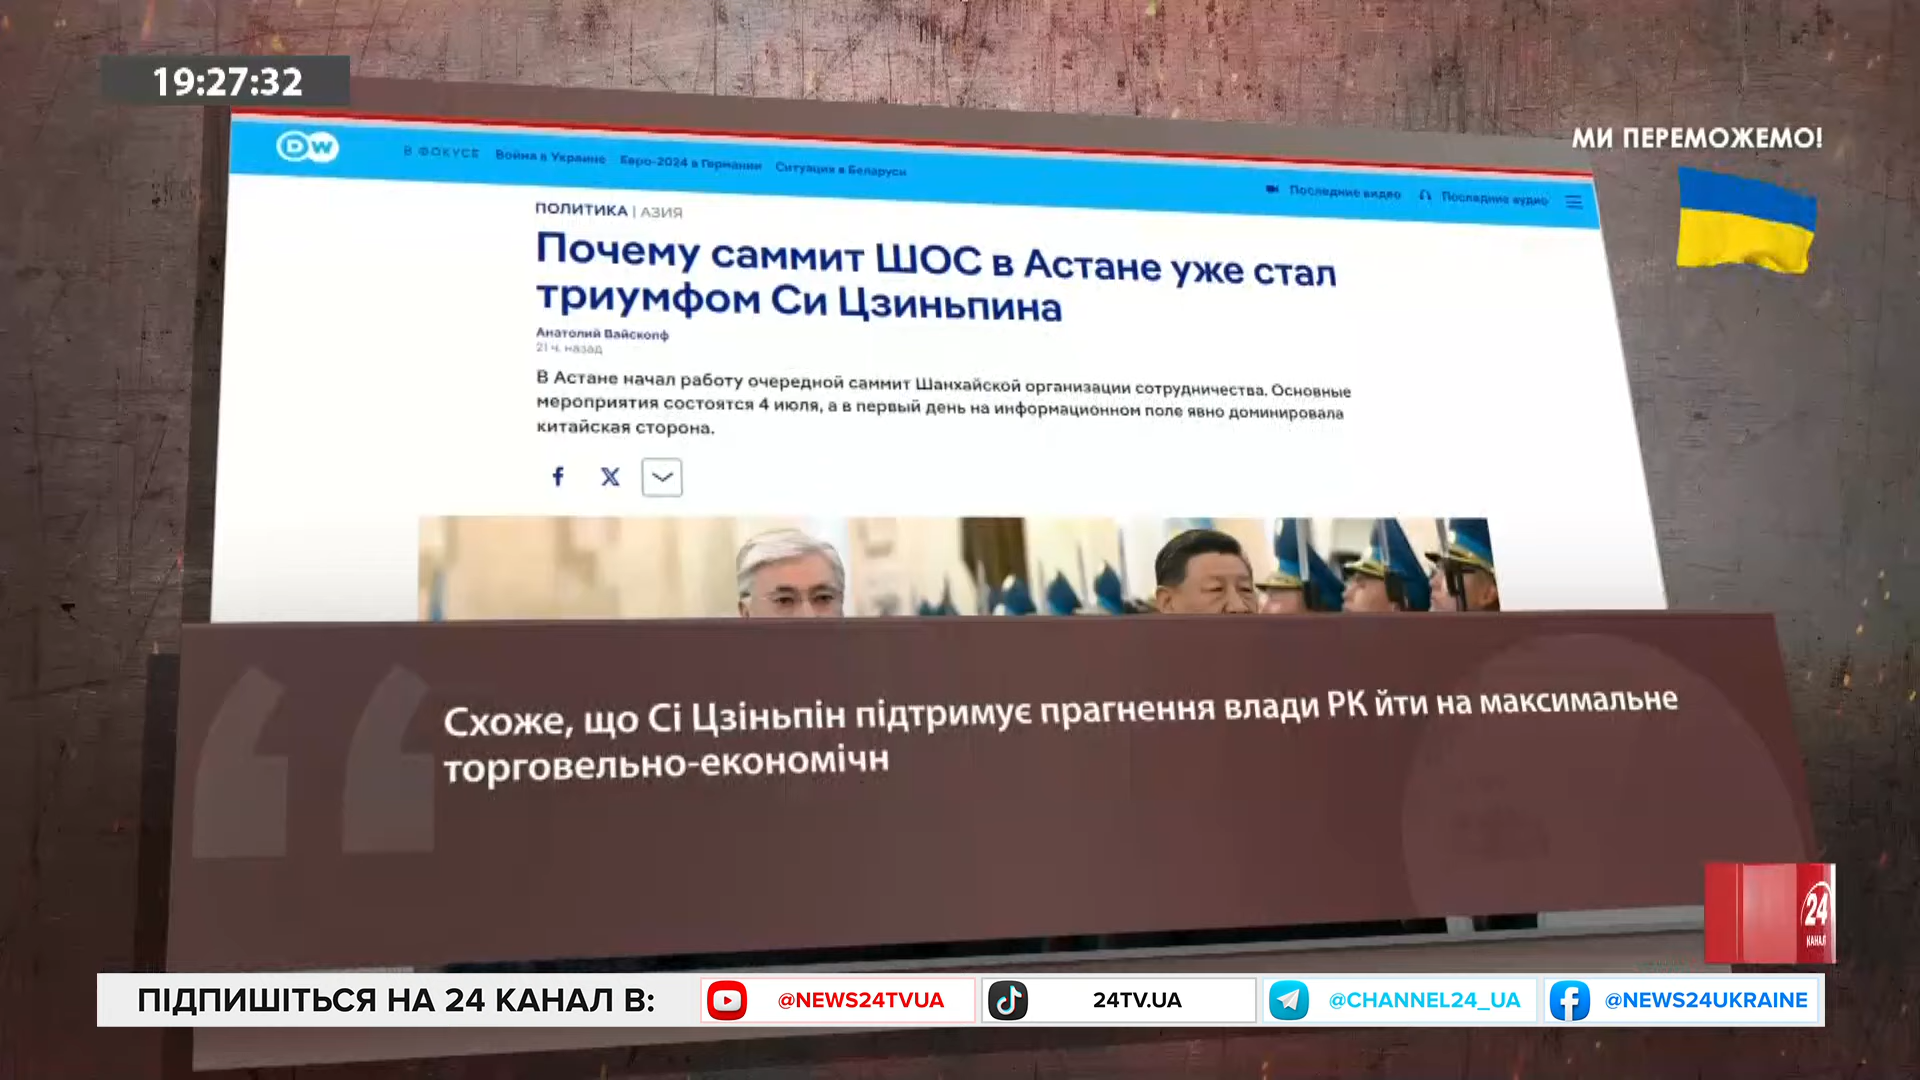 19:27:32
МИ ПЕРЕМОЖЕМО!
DW
В ФОКУСЕ Война в Украине Евро-2024 в Германии Ситуация в Беларуси
Последние видео Последние аудио
ПОЛИТИКА | АЗИЯ
Почему саммит ШОС в Астане уже стал
триумфом Си Цзиньпина
Анатолий Вайскопф
21 ч. назад
В Астане начал работу очередной саммит Шанхайской организации сотрудничества. Основные
мероприятия состоятся 4 июля, а в первый день на информационном поле явно доминировала
китайская сторона.
Схоже, що Сі Цзіньпін підтримує прагнення влади РК йти на максимальне
торговельно-економічн
24
КАНАЛ
ПІДПИШІТЬСЯ НА 24 КАНАЛ В: @NEWS24TVUA 24TV.UA @CHANNEL24_UA @NEWS24UKRAINE